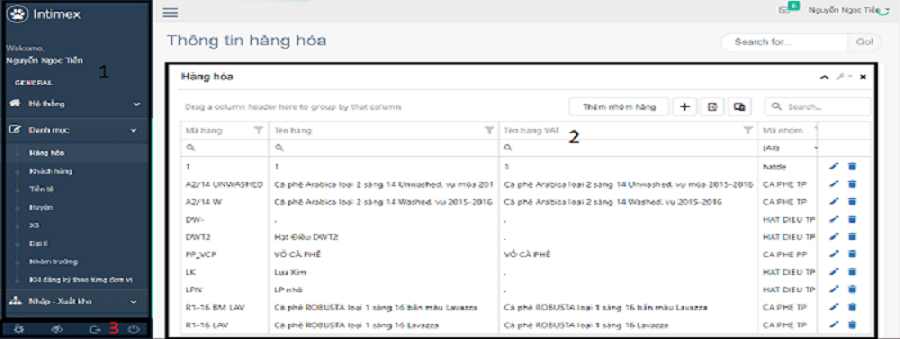 Intimex
6
Nguyễn Ngọc Tiến
Thông tin hàng hóa
Search for...
Go!
Welcome,
Nguyễn Ngọc Tiến
1
GENERAL
Hệ thống
Danh mục
Hàng hóa
Khách hàng
Tiền tệ
Huyện
Xã
Đại lí
Nhóm trường
Kết đăng ký theo từng đơn vị
Nhập - Xuất kho
3
Hàng hóa
Drag a column header here to group by that column
Thêm nhóm hàng
Search...
Mã hàng Tên hàng Tên hàng VAT Mã nhóm
2
(All)
1 1 1
A2/14 UNWASHED Cà phê Arabica loại 2 sàng 14 Unwashed, vụ mùa 201 Cà phê Arabica loại 2 sàng 14 Unwashed, vụ mùa 2015-2016 CA PHE TP
A2/14 W Cà phê Arabica loại 2 sàng 14 Washed, vụ 2015-2016 Cà phê Arabica loại 2 sàng 14 Washed, vụ 2015-2016 CA PHE TP
DW- . . HAT DIEU TP
DWT2 Hạt Điều DWT2 . HAT DIEU TP
PP_VCP VỎ CÀ PHÊ VỎ CÀ PHÊ CA PHE PP
LK Lưu Kim . HAT DIEU TP
LPN LP nhỏ . HAT DIEU TP
R1-16 BM LAV Cà phê ROBUSTA loại 1 sàng 16 bắn màu Lavazza Cà phê ROBUSTA loại 1 sàng 16 bắn màu Lavazza CA PHE TP
R1-16 LAV Cà phê ROBUSTA loại 1 sàng 16 Lavazza Cà phê ROBUSTA loại 1 sàng 16 Lavazza CA PHE TP